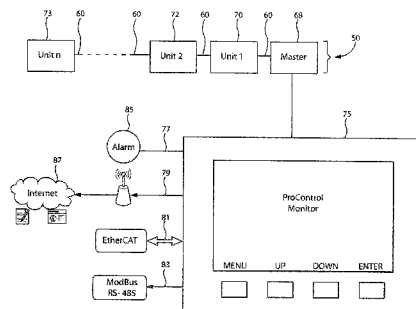 73
60
60
72
60
70
60
68
Unit n
Unit 2
Unit 1
Master
50
85
75
Alarm
77
87
79
Internet
ProControl
Monitor
81
EtherCAT
MENU
UP
DOWN
ENTER
83
ModBus
RS- 485